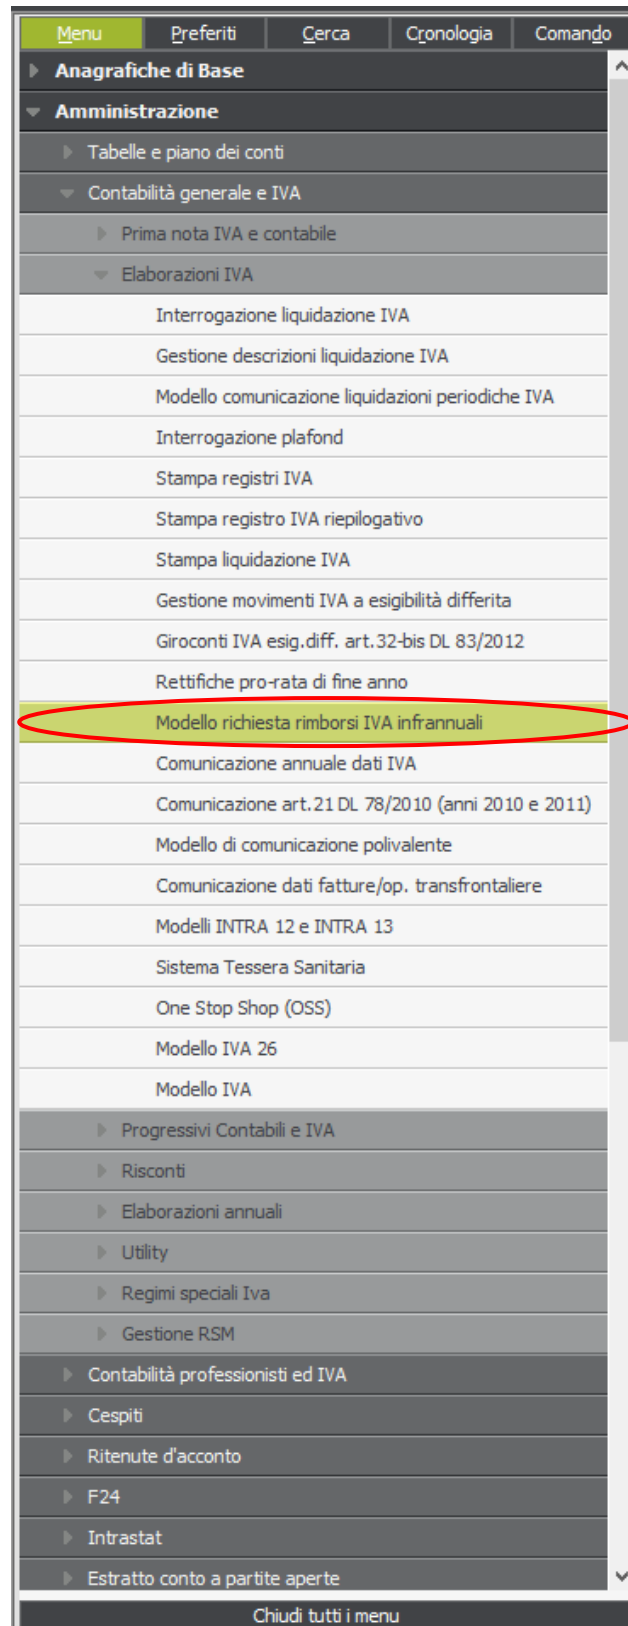 Menu Preferiti Cerca Cronologia Comando
Anagrafiche di Base
Amministrazione
Tabelle e piano dei conti
Contabilità generale e IVA
Prima nota IVA e contabile
Elaborazioni IVA
Interrogazione liquidazione IVA
Gestione descrizioni liquidazione IVA
Modello comunicazione liquidazioni periodiche IVA
Interrogazione plafond
Stampa registri IVA
Stampa registro IVA riepilogativo
Stampa liquidazione IVA
Gestione movimenti IVA a esigibilità differita
Giroconti IVA esig.diff. art.32-bis DL 83/2012
Rettifiche pro-rata di fine anno
Modello richiesta rimborsi IVA infrannuali
Comunicazione annuale dati IVA
Comunicazione art.21 DL 78/2010 (anni 2010 e 2011)
Modello di comunicazione polivalente
Comunicazione dati fatture/op. transfrontaliere
Modelli INTRA 12 e INTRA 13
Sistema Tessera Sanitaria
One Stop Shop (OSS)
Modello IVA 26
Modello IVA
Progressivi Contabili e IVA
Risconti
Elaborazioni annuali
Utility
Regimi speciali Iva
Gestione RSM
Contabilità professionisti ed IVA
Cespiti
Ritenute d'acconto
F24
Intrastat
Estratto conto a partite aperte
Chiudi tutti i menu